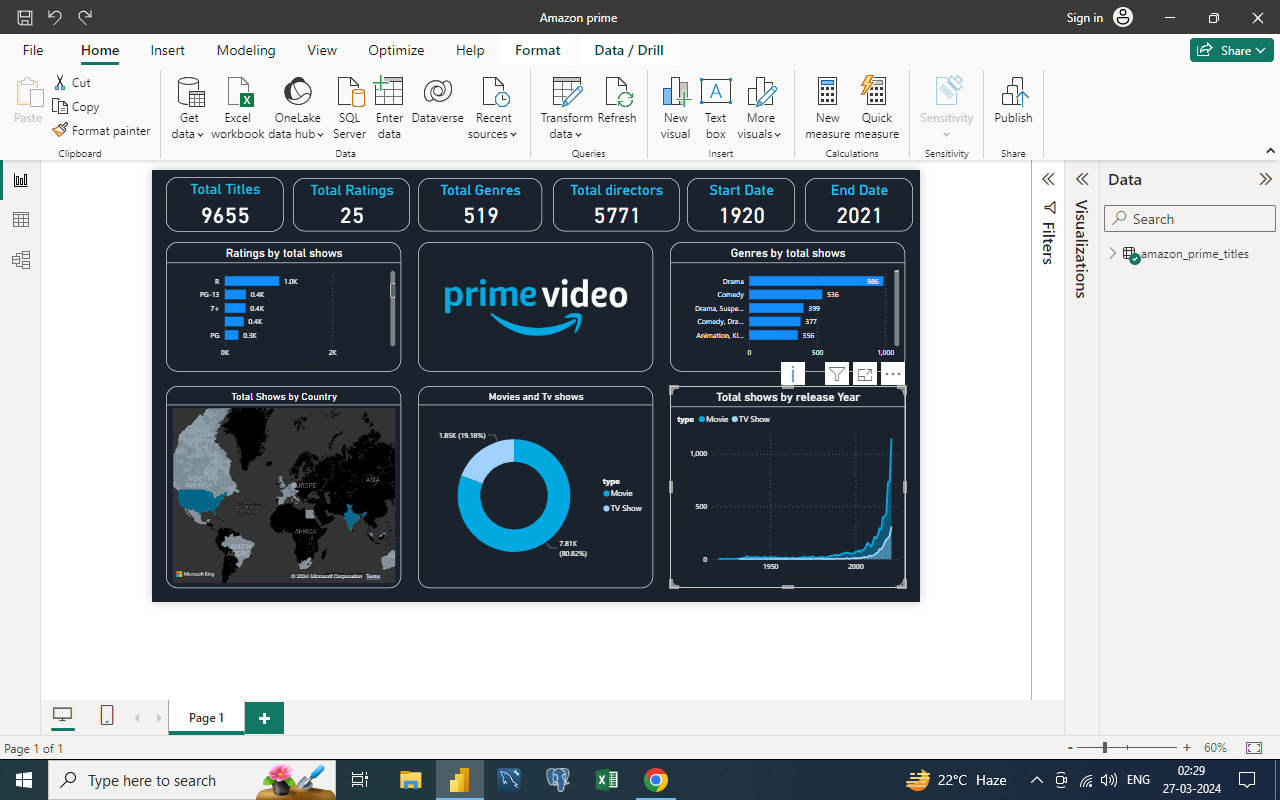 Amazon prime
Sign in
File Home Insert Modeling View Optimize Help Format Data / Drill
Share
Paste
Cut
Copy
Format painter
Get data
Excel workbook
OneLake data hub
SQL Server
Enter data
Dataverse
Recent sources
Transform data
Refresh
New visual
Text box
More visuals
New measure
Quick measure
Sensitivity
Publish
Clipboard Data Queries Insert Calculations Sensitivity Share
Total Titles
9655
Total Ratings
25
Total Genres
519
Total directors
5771
Start Date
1920
End Date
2021
Ratings by total shows
R 1.0K
PG-13 0.4K
7+ 0.4K
0.4K
PG 0.3K
0K 2K
prime video
Genres by total shows
Drama 986
Comedy 536
Drama, Suspe... 399
Comedy, Dra... 377
Animation, Ki... 356
0 500 1,000
Total Shows by Country
NORTH AMERICA
EUROPE
ASIA
AFRICA
SOUTH AMERICA
Microsoft Bing
© 2024 Microsoft Corporation Terms
Movies and Tv shows
1.85K (19.18%)
7.81K (80.82%)
type
Movie
TV Show
Total shows by release Year
type Movie TV Show
1,000
500
0
1950 2000
Filters
Visualizations
Data
Search
amazon_prime_titles
Page 1
Page 1 of 1
- + 60%
Type here to search
22°C Haze
ENG
02:29
27-03-2024